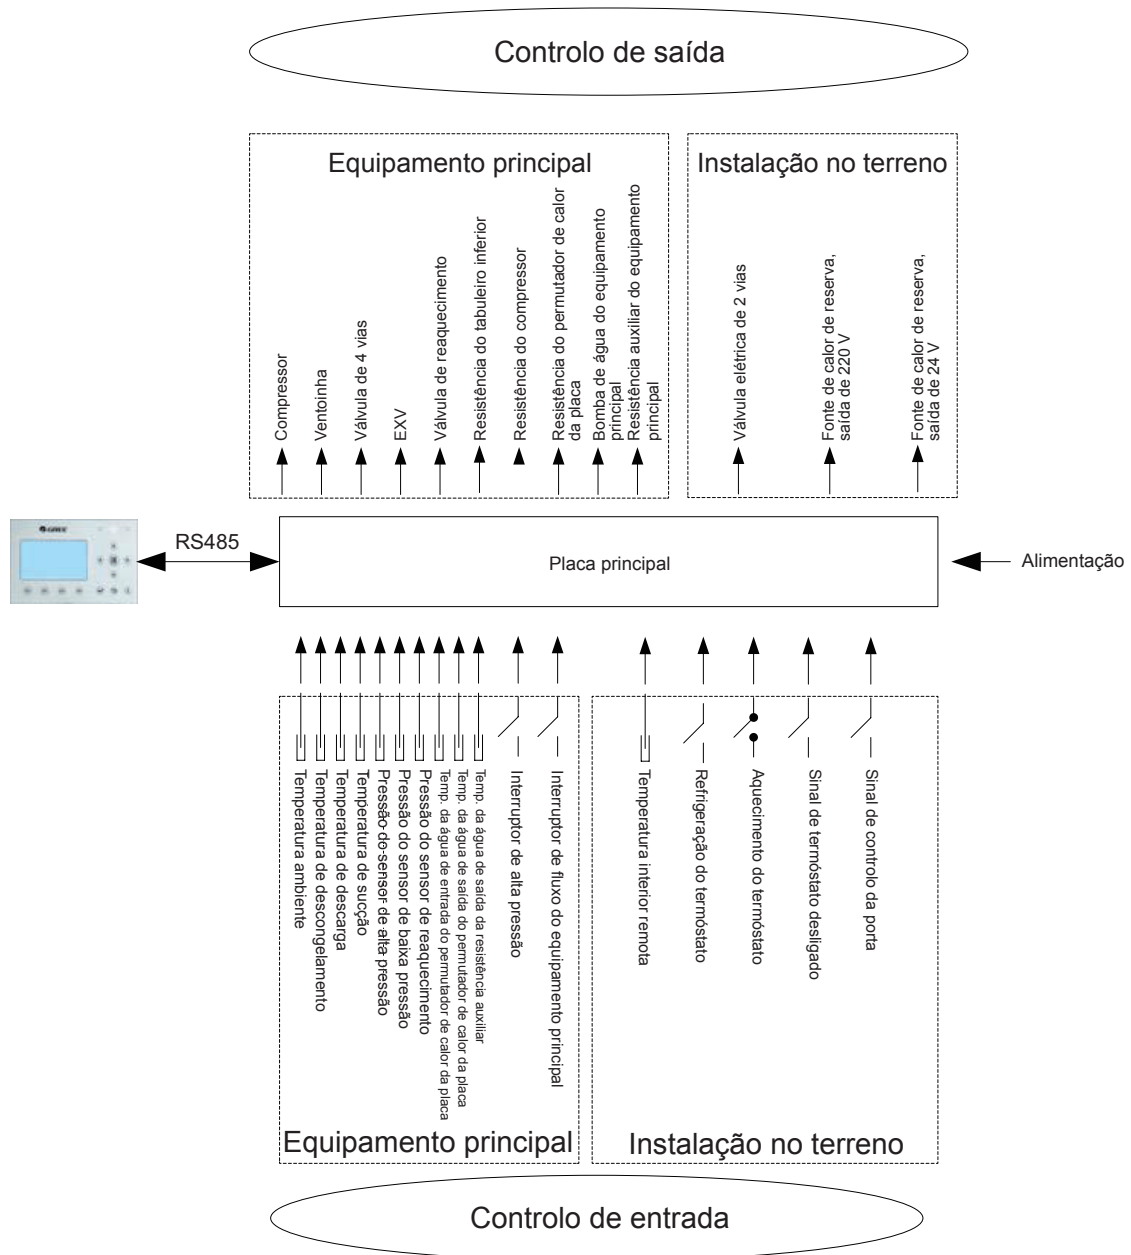 Controlo de saída
Equipamento principal
Instalação no terreno
Compressor
Ventoinha
Válvula de 4 vias
EXV
Válvula de reaquecimento
Resistência do tabuleiro inferior
Resistência do compressor
Resistência do permutador de calor
da placa
Bomba de água do equipamento
principal
Resistência auxiliar do equipamento
principal
Válvula elétrica de 2 vias
Fonte de calor de reserva,
saída de 220 V
Fonte de calor de reserva,
saída de 24 V
GREE
RS485
Placa principal
Alimentação
Temperatura ambiente
Temperatura de descongelamento
Temperatura de descarga
Temperatura de sucção
Pressão do sensor de alta pressão
Pressão do sensor de baixa pressão
Pressão do sensor de reaquecimento
Temp. da água de entrada do permutador de calor da placa
Temp. da água de saída do permutador de calor da placa
Temp. da água de saída da resistência auxiliar
Interruptor de alta pressão
Interruptor de fluxo do equipamento principal
Temperatura interior remota
Refrigeração do termóstato
Aquecimento do termóstato
Sinal de termóstato desligado
Sinal de controlo da porta
Equipamento principal
Instalação no terreno
Controlo de entrada